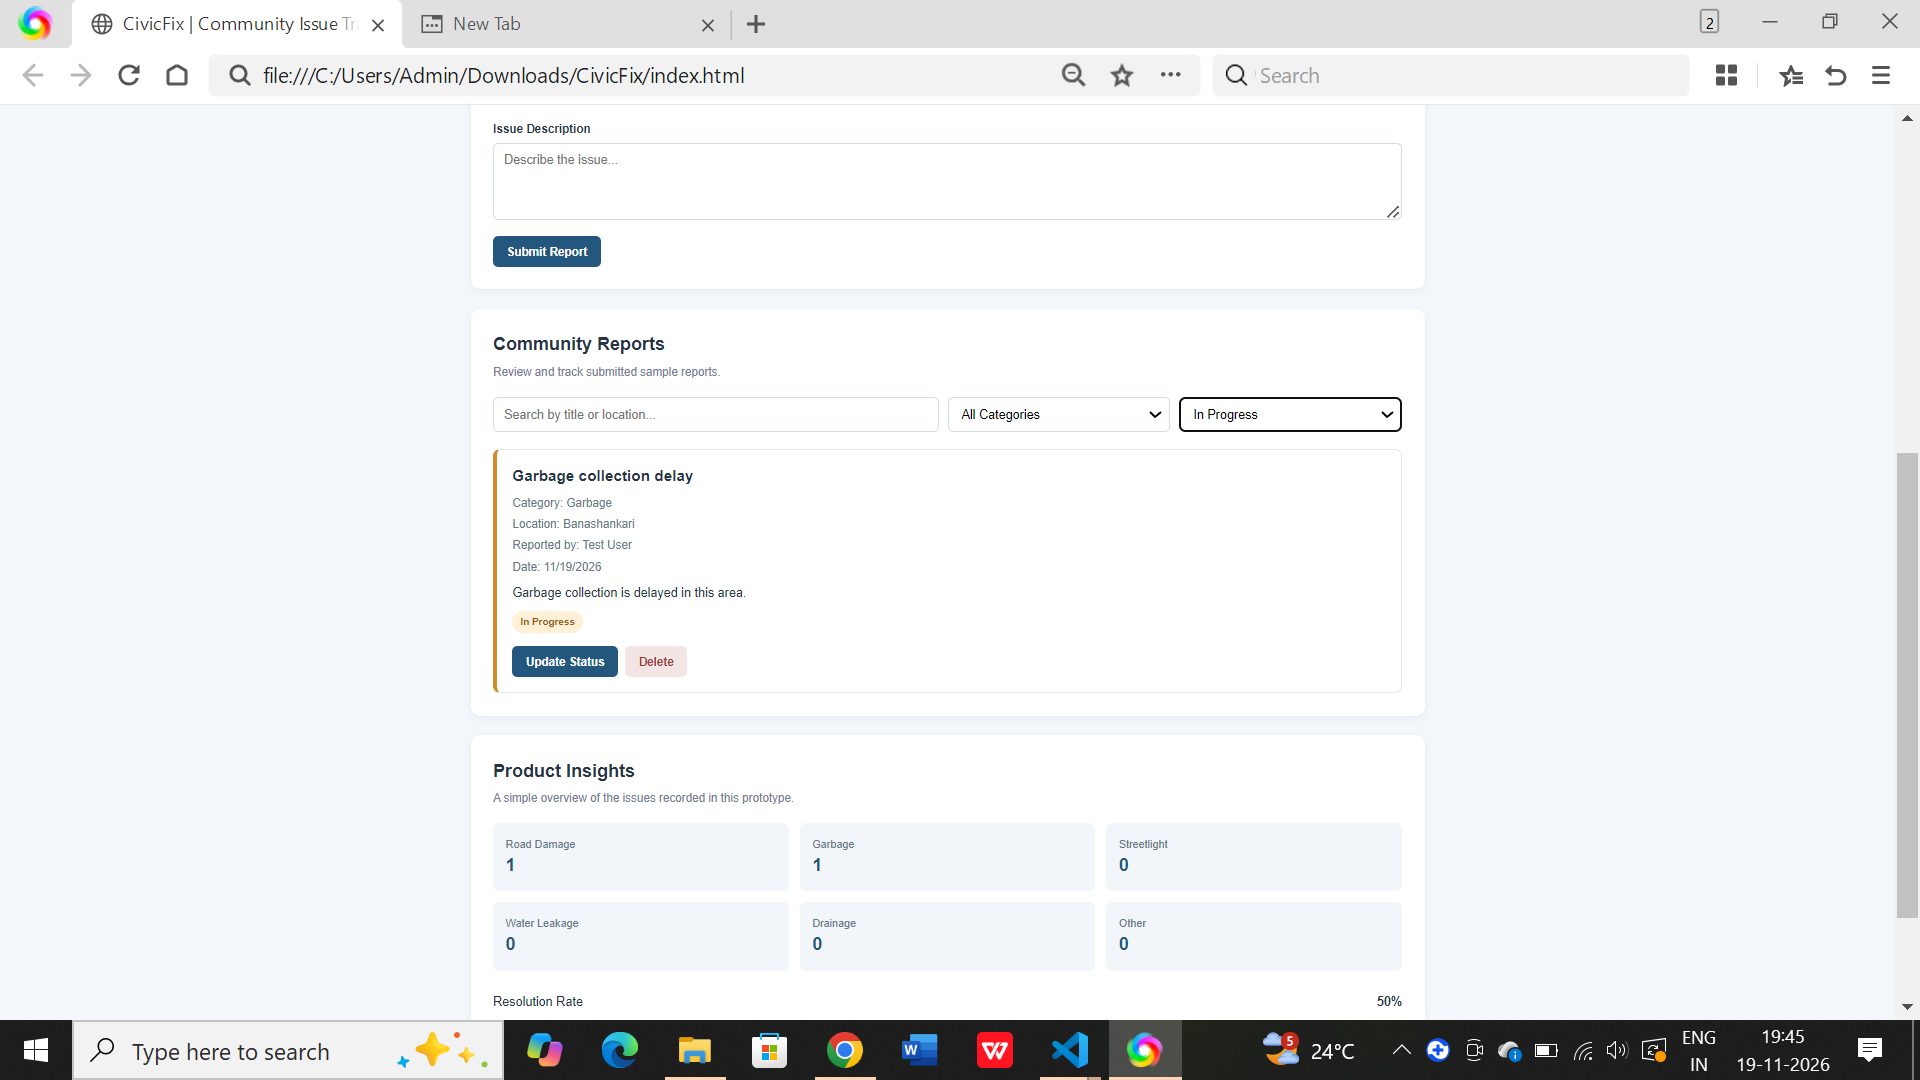 CivicFix | Community Issue Tr
New Tab
2
file:///C:/Users/Admin/Downloads/CivicFix/index.html
Search
Issue Description
Describe the issue...
Submit Report
Community Reports
Review and track submitted sample reports.
Search by title or location...
All Categories
In Progress
Garbage collection delay
Category: Garbage
Location: Banashankari
Reported by: Test User
Date: 11/19/2026
Garbage collection is delayed in this area.
In Progress
Update Status
Delete
Product Insights
A simple overview of the issues recorded in this prototype.
Road Damage
1
Garbage
1
Streetlight
0
Water Leakage
0
Drainage
0
Other
0
Resolution Rate
50%
Type here to search
W
W
5
24°C
ENG
IN
19:45
19-11-2026